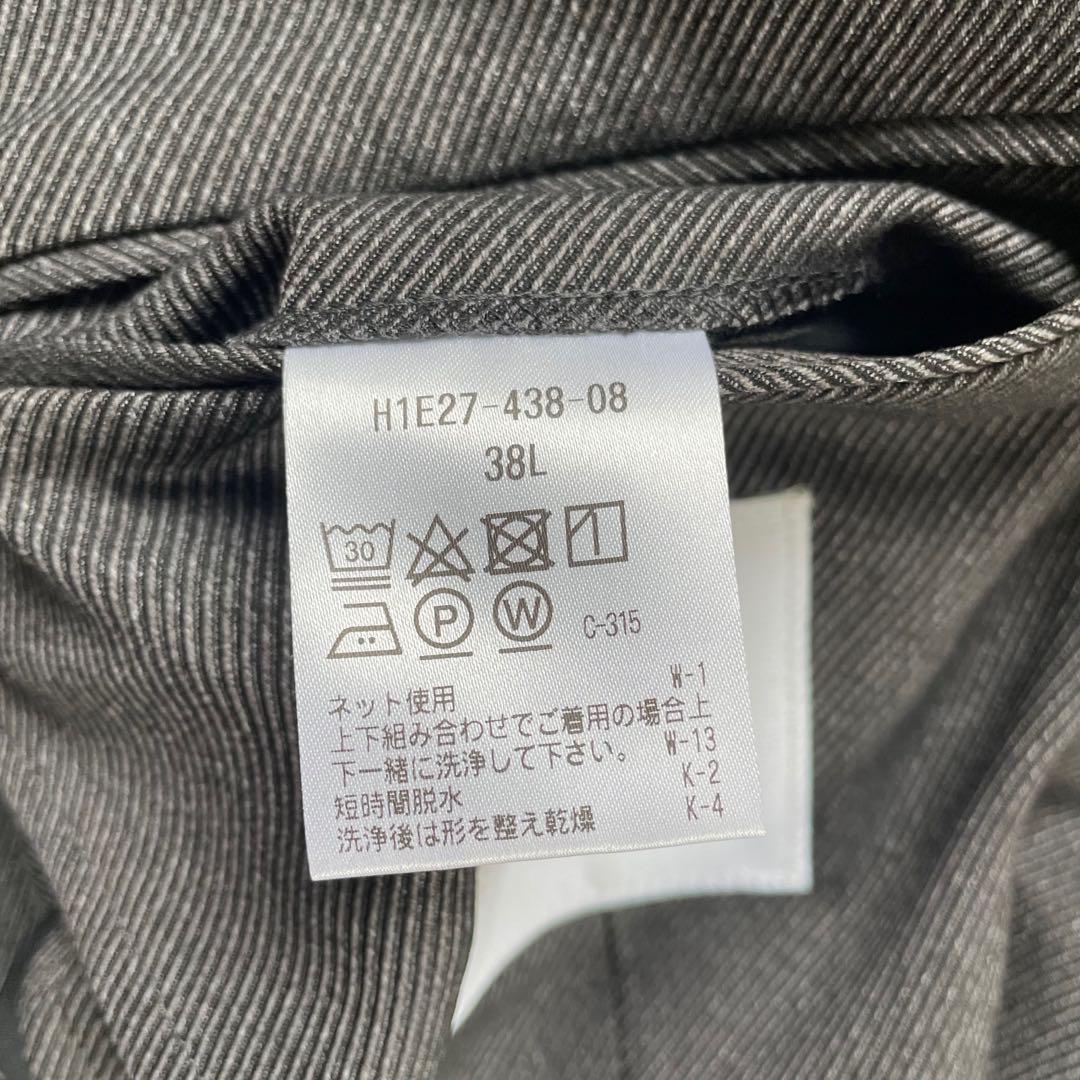 H1E27-438-08
38L
30
P W C-315
ネット使用 W-1
上下組み合わせでご着用の場合上
下一緒に洗浄して下さい。 W-13
短時間脱水 K-2
洗浄後は形を整え乾燥 K-4